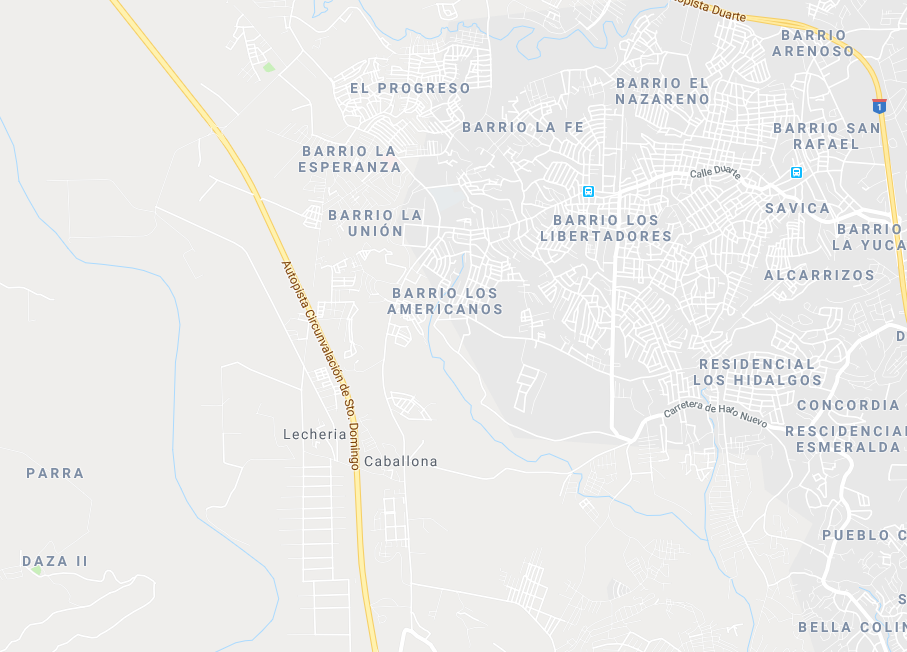 Autopista Duarte
BARRIO
ARENOSO
EL PROGRESO
BARRIO EL
NAZARENO
1
BARRIO LA FE
BARRIO SAN
RAFAEL
BARRIO LA
ESPERANZA
Calle Duarte
BARRIO LA
UNIÓN
BARRIO LOS
LIBERTADORES
SAVICA
BARRIO
LA YUCA
ALCARRIZOS
Autopista Circunvalación de Sto. Domingo
BARRIO LOS
AMERICANOS
D
RESIDENCIAL
LOS HIDALGOS
Carretera de Hato Nuevo
CONCORDIA
Lecheria
RESCIDENCIAL
ESMERALDA
Caballona
PARRA
PUEBLO C
DAZA II
S
BELLA COLIN